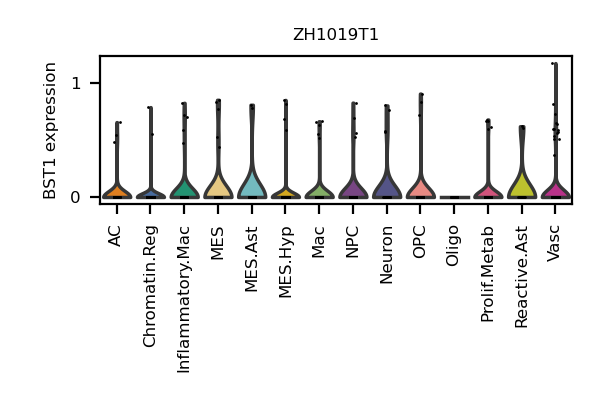 ZH1019T1
BST1 expression
1
0
AC
Chromatin.Reg
Inflammatory.Mac
MES
MES.Ast
MES.Hyp
Mac
NPC
Neuron
OPC
Oligo
Prolif.Metab
Reactive.Ast
Vasc